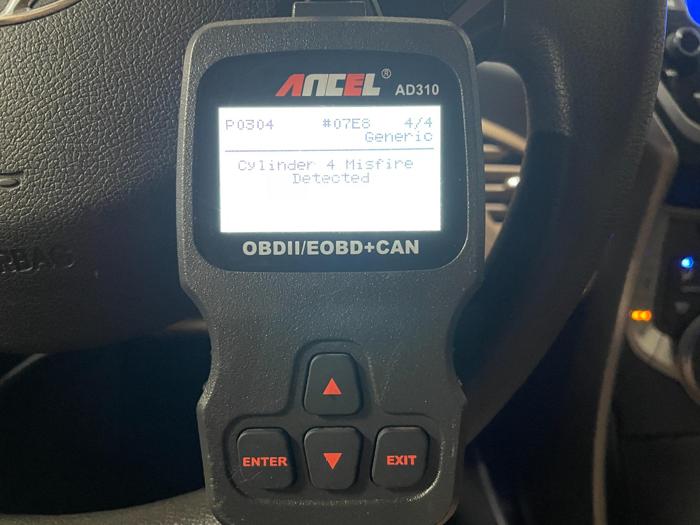 ANCEL® AD310
P0304 #07E8 4/4
Generic
Cylinder 4 Misfire
Detected
OBDII/EOBD+CAN
ENTER
EXIT